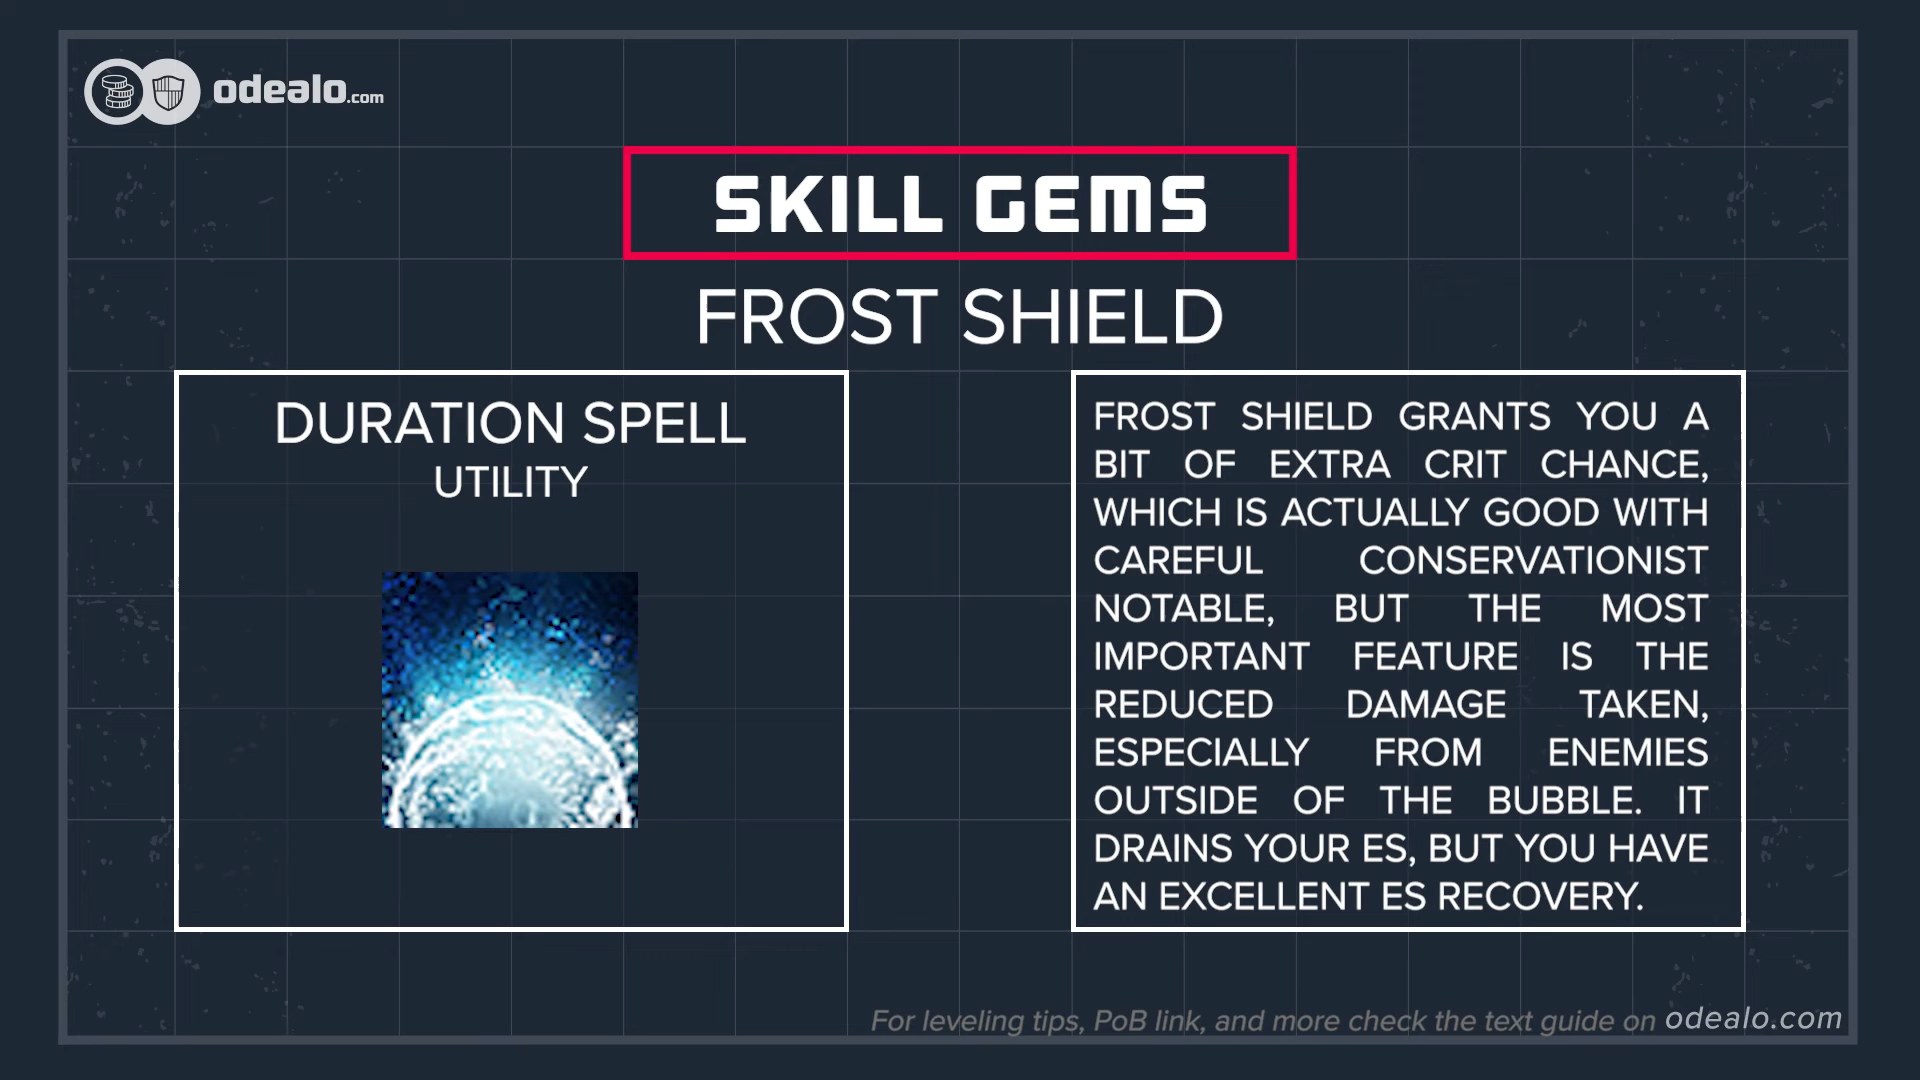 odealo.com
SKILL GEMS
FROST SHIELD
DURATION SPELL
UTILITY
FROST SHIELD GRANTS YOU A
BIT OF EXTRA CRIT CHANCE,
WHICH IS ACTUALLY GOOD WITH
CAREFUL CONSERVATIONIST
NOTABLE, BUT THE MOST
IMPORTANT FEATURE IS THE
REDUCED DAMAGE TAKEN,
ESPECIALLY FROM ENEMIES
OUTSIDE OF THE BUBBLE. IT
DRAINS YOUR ES, BUT YOU HAVE
AN EXCELLENT ES RECOVERY.
For leveling tips, PoB link, and more check the text guide on odealo.com